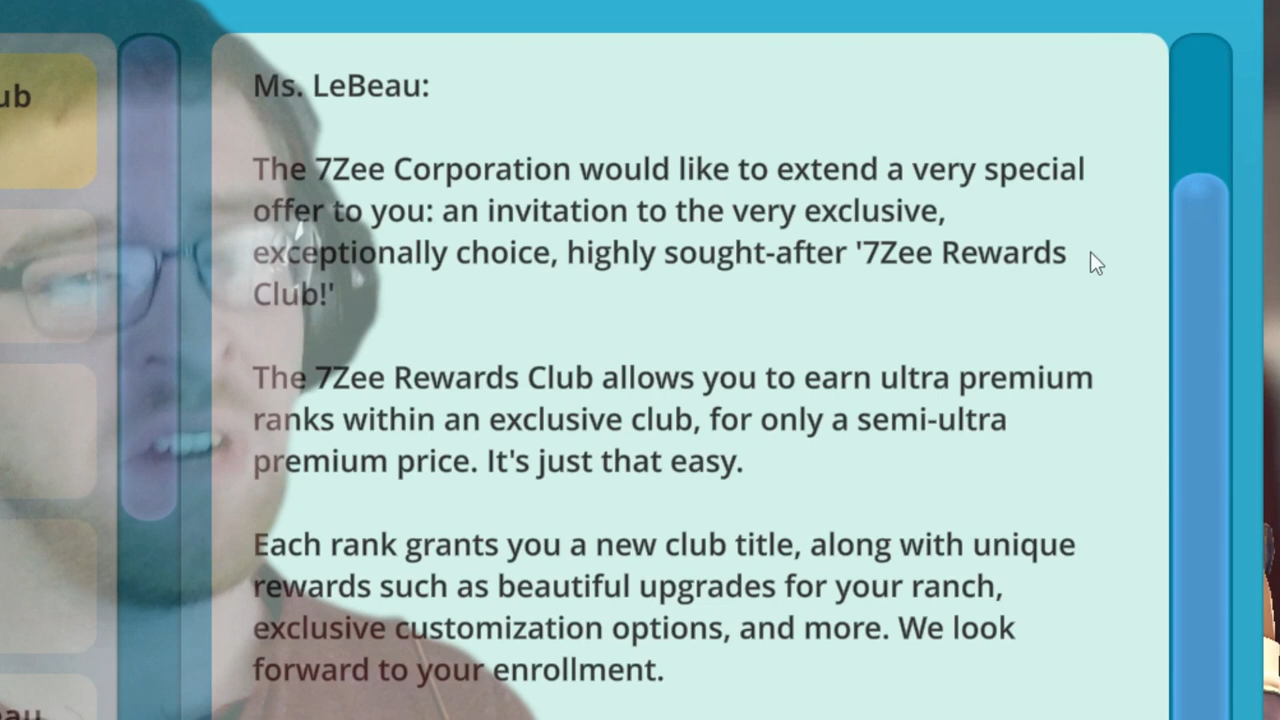 ub
Ms. LeBeau:
The 7Zee Corporation would like to extend a very special
offer to you: an invitation to the very exclusive,
exceptionally choice, highly sought-after '7Zee Rewards
Club!'
The 7Zee Rewards Club allows you to earn ultra premium
ranks within an exclusive club, for only a semi-ultra
premium price. It's just that easy.
Each rank grants you a new club title, along with unique
rewards such as beautiful upgrades for your ranch,
exclusive customization options, and more. We look
forward to your enrollment.